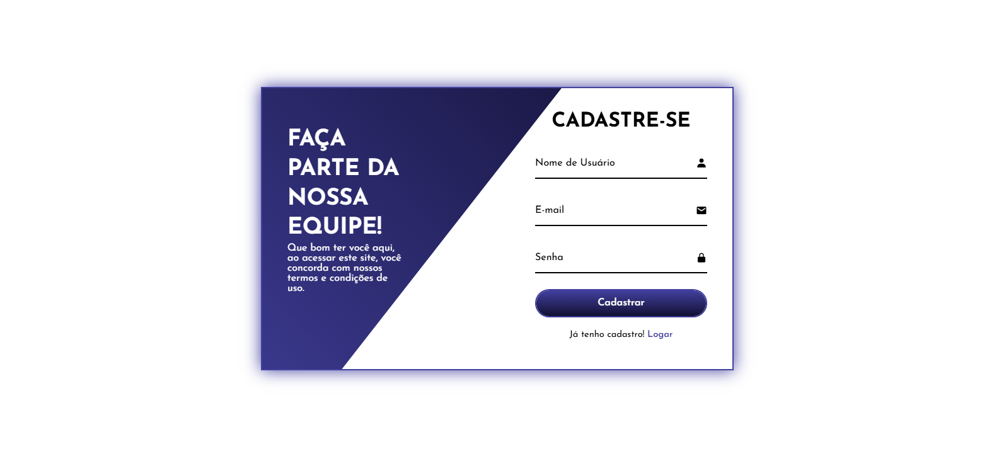 FAÇA
PARTE DA
NOSSA
EQUIPE!
Que bom ter você aqui,
ao acessar este site, você
concorda com nossos
termos e condições de
uso.
CADASTRE-SE
Nome de Usuário
E-mail
Senha
Cadastrar
Já tenho cadastro! Logar